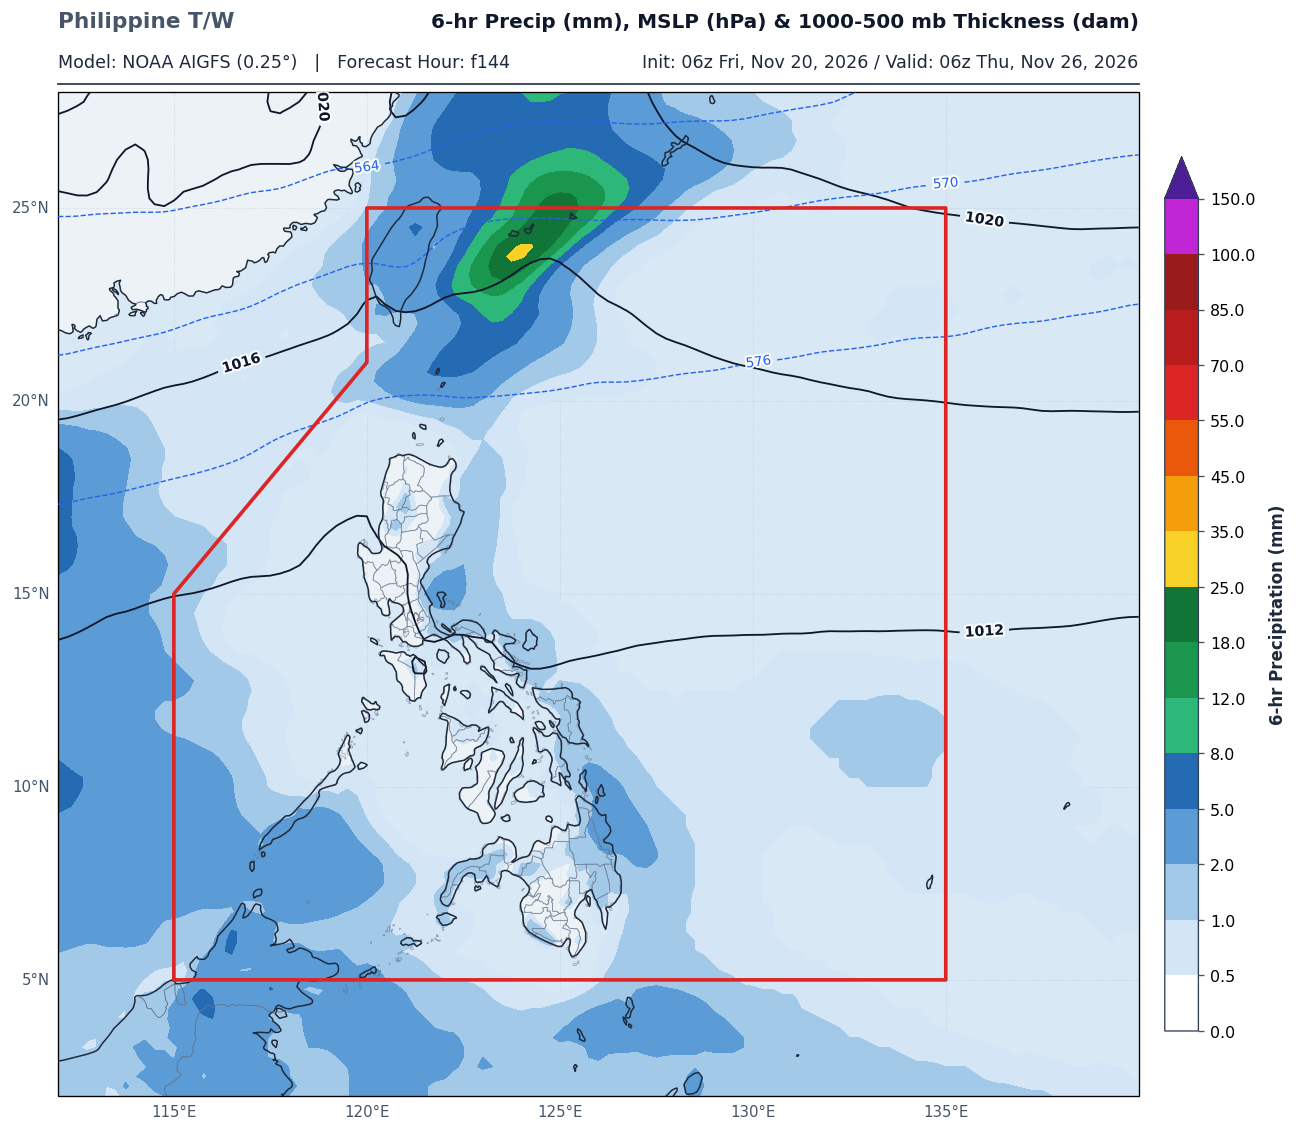 Philippine T/W
6-hr Precip (mm), MSLP (hPa) & 1000-500 mb Thickness (dam)
Model: NOAA AIGFS (0.25°) | Forecast Hour: f144
Init: 06z Fri, Nov 20, 2026 / Valid: 06z Thu, Nov 26, 2026
020
564
570
1020
1016
576
1012
25°N
20°N
15°N
10°N
5°N
115°E
120°E
125°E
130°E
135°E
150.0
100.0
85.0
70.0
55.0
45.0
35.0
25.0
18.0
12.0
8.0
5.0
2.0
1.0
0.5
0.0
6-hr Precipitation (mm)